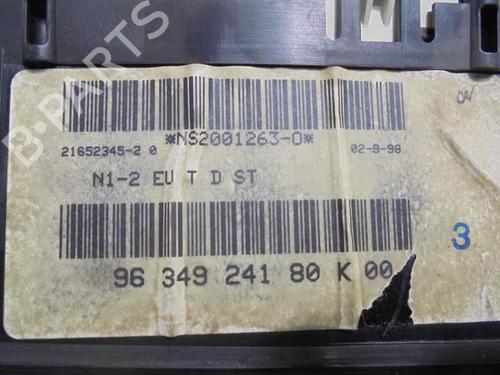 *NS2001263-0*
21652345-2 0
02-9-98
N1-2 EU T D ST
96 349 241 80 K 00
3
B-PARTS